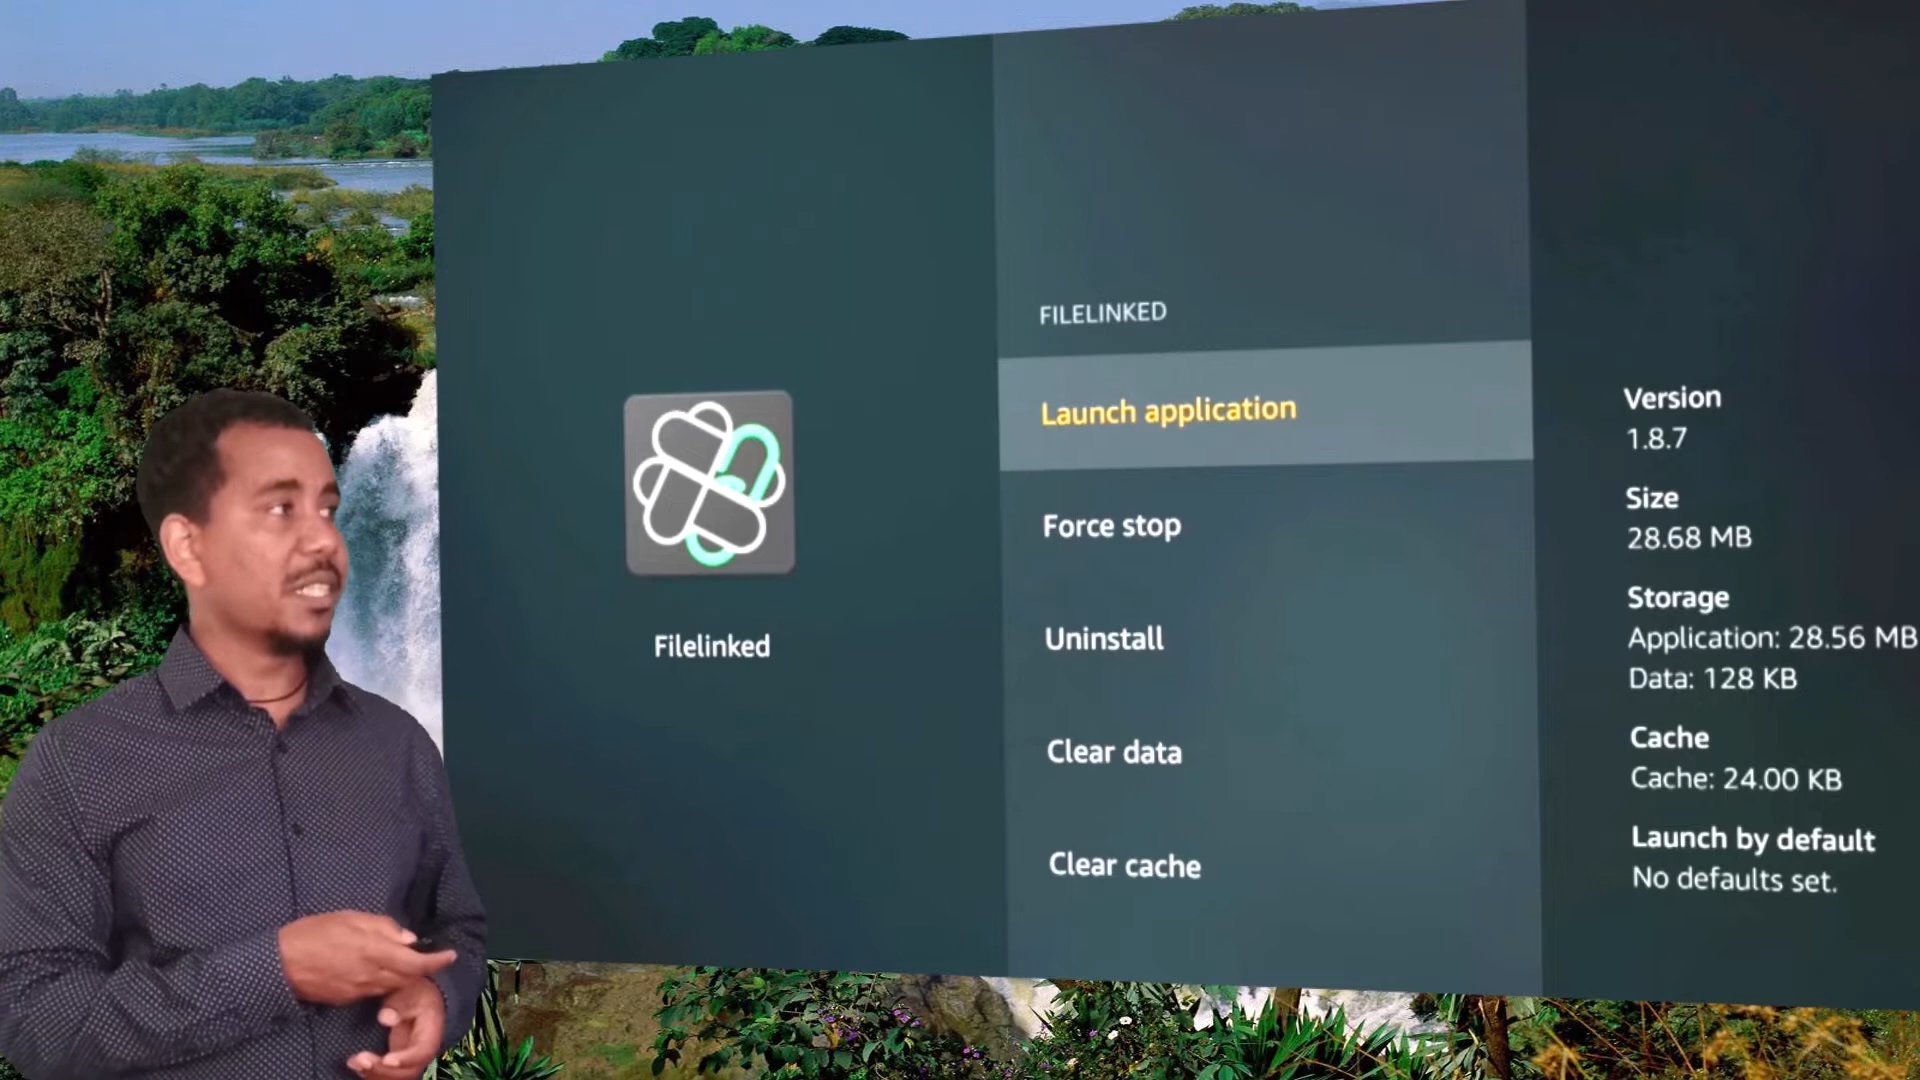 Filelinked
FILELINKED
Launch application
Force stop
Uninstall
Clear data
Clear cache
Version
1.8.7
Size
28.68 MB
Storage
Application: 28.56 MB
Data: 128 KB
Cache
Cache: 24.00 KB
Launch by default
No defaults set.